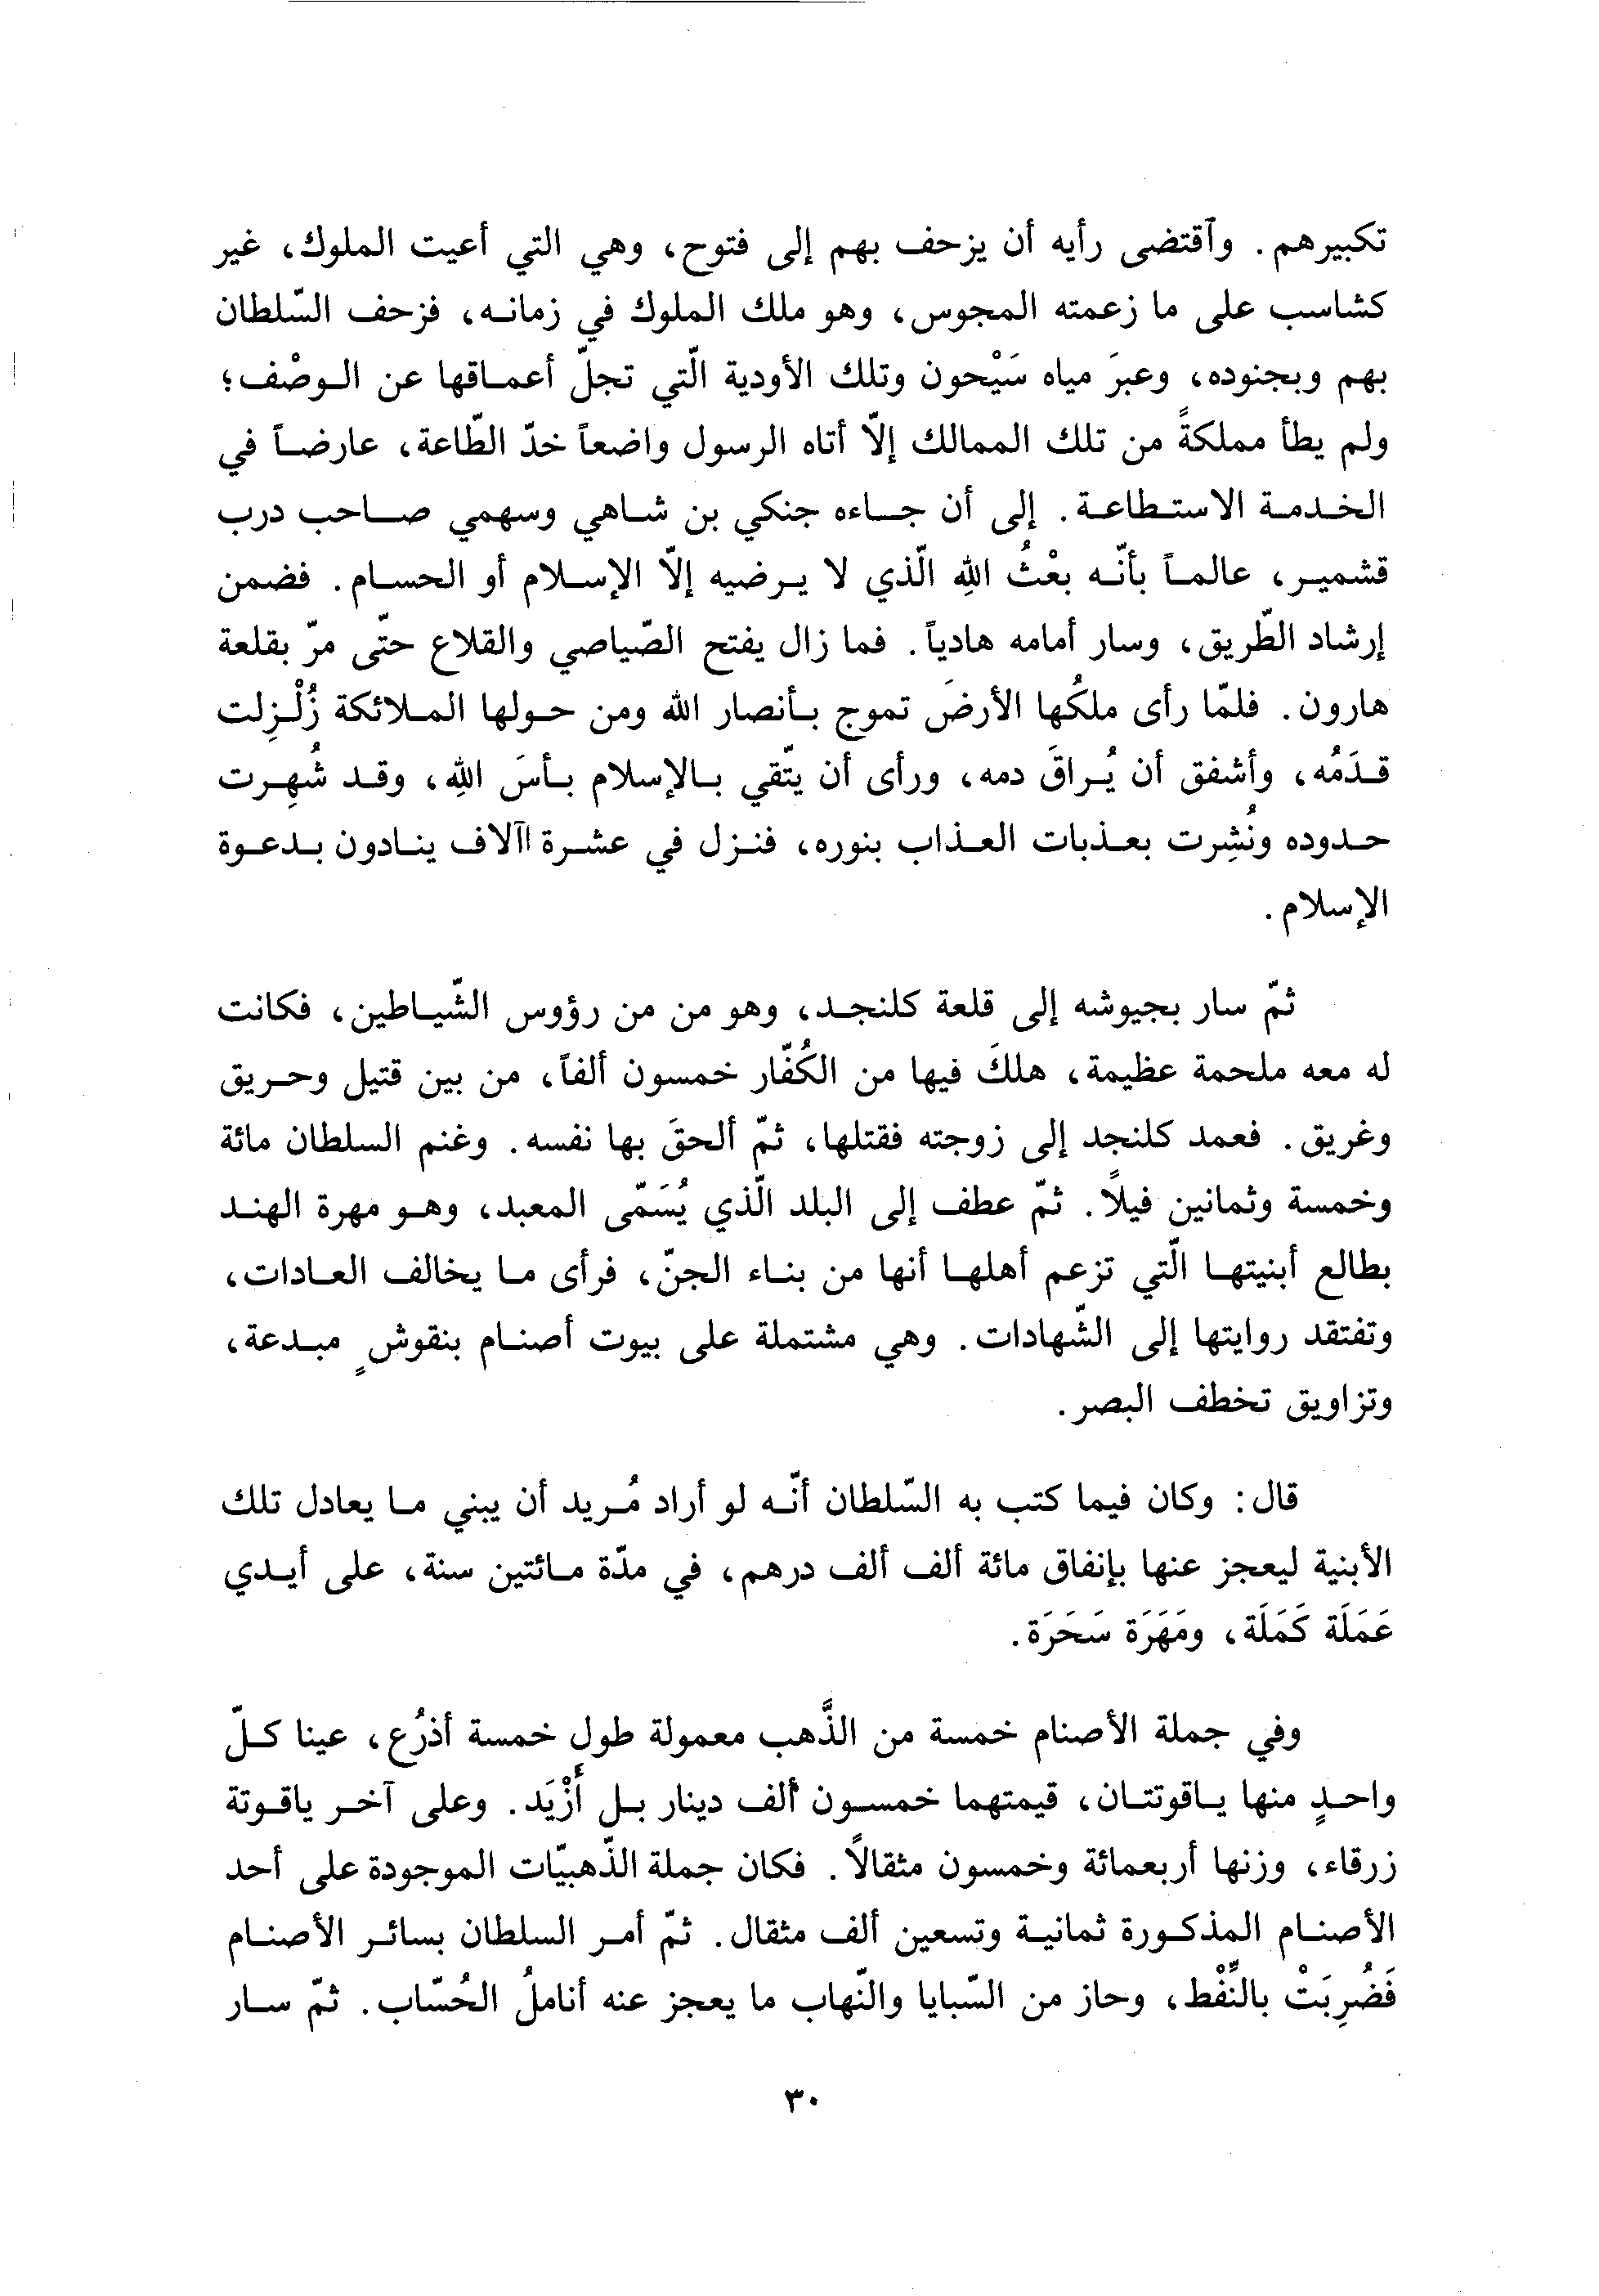 تكبيرهم. وٱقتضى رأيه أن يزحف بهم إلى فتوح، وهي التي أعيت الملوك، غير
كشاسب على ما زعمته المجوس، وهو ملك الملوك في زمانه، فزحف السّلطان
بهم وبجنوده، وعبرَ مياه سَيْحون وتلك الأودية الّتي تجلّ أعماقها عن الوصْف؛
ولم يطأ مملكةً من تلك الممالك إلاّ أتاه الرسول واضعاً خدّ الطّاعة، عارضاً في
الخدمة الاستطاعة. إلى أن جاءه جنكي بن شاهي وسهمي صاحب درب
قشمير، عالماً بأنّه بعْثُ اللهِ الّذي لا يرضيه إلاّ الإسلام أو الحسام. فضمن
إرشاد الطّريق، وسار أمامه هادياً. فما زال يفتح الصّياصي والقلاع حتّى مرّ بقلعة
هارون. فلمّا رأى ملكُها الأرضَ تموج بأنصار الله ومن حولها الملائكة زُلْزِلت
قدَمُه، وأشفق أن يُراقَ دمه، ورأى أن يتّقي بالإسلام بأسَ اللهِ، وقد شُهِرت
حدوده ونُشِرت بعذبات العذاب بنوره، فنزل في عشرة اآلاف ينادون بدعوة
الإسلام.
ثمّ سار بجيوشه إلى قلعة كلنجد، وهو من من رؤوس الشّياطين، فكانت
له معه ملحمة عظيمة، هلكَ فيها من الكُفّار خمسون ألفاً، من بين قتيل وحريق
وغريق. فعمد كلنجد إلى زوجته فقتلها، ثمّ ألحقَ بها نفسه. وغنم السلطان مائة
وخمسة وثمانين فيلاً. ثمّ عطف إلى البلد الّذي يُسَمّى المعبد، وهو مهرة الهند
بطالع أبنيتها الّتي تزعم أهلها أنها من بناء الجنّ، فرأى ما يخالف العادات،
وتفتقد روايتها إلى الشّهادات. وهي مشتملة على بيوت أصنام بنقوشٍ مبدعة،
وتزاويق تخطف البصر.
قال: وكان فيما كتب به السّلطان أنّه لو أراد مُريد أن يبني ما يعادل تلك
الأبنية ليعجز عنها بإنفاق مائة ألف ألف درهم، في مدّة مائتين سنة، على أيدي
عَمَلَة كَمَلَة، ومَهَرَة سَحَرَة.
وفي جملة الأصنام خمسة من الذَّهب معمولة طول خمسة أذرُع، عينا كلّ
واحدٍ منها ياقوتتان، قيمتهما خمسون ألف دينار بل أَزْيَد. وعلى آخر ياقوتة
زرقاء، وزنها أربعمائة وخمسون مثقالاً. فكان جملة الذّهبيّات الموجودة على أحد
الأصنام المذكورة ثمانية وتسعين ألف مثقال. ثمّ أمر السلطان بسائر الأصنام
فَضُرِبَتْ بالنِّفْط، وحاز من السّبايا والنّهاب ما يعجز عنه أناملُ الحُسّاب. ثمّ سار
٣٠